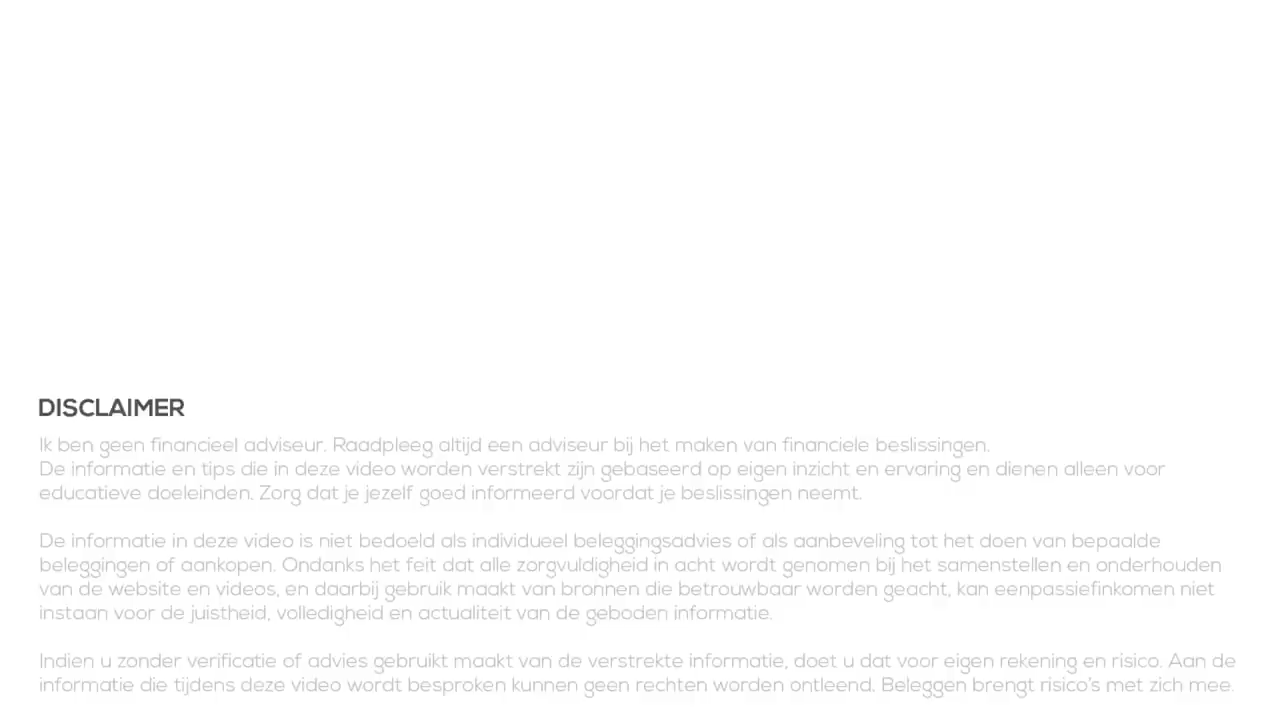 DISCLAIMER
Ik ben geen financieel adviseur. Raadpleeg altijd een adviseur bij het maken van financiele beslissingen.
De informatie en tips die in deze video worden verstrekt zijn gebaseerd op eigen inzicht en ervaring en dienen alleen voor
educatieve doeleinden. Zorg dat je jezelf goed informeerd voordat je beslissingen neemt.
De informatie in deze video is niet bedoeld als individueel beleggingsadvies of als aanbeveling tot het doen van bepaalde
beleggingen of aankopen. Ondanks het feit dat alle zorgvuldigheid in acht wordt genomen bij het samenstellen en onderhouden
van de website en videos, en daarbij gebruik maakt van bronnen die betrouwbaar worden geacht, kan eenpassiefinkomen niet
instaan voor de juistheid, volledigheid en actualiteit van de geboden informatie.
Indien u zonder verificatie of advies gebruikt maakt van de verstrekte informatie, doet u dat voor eigen rekening en risico. Aan de
informatie die tijdens deze video wordt besproken kunnen geen rechten worden ontleend. Beleggen brengt risico's met zich mee.